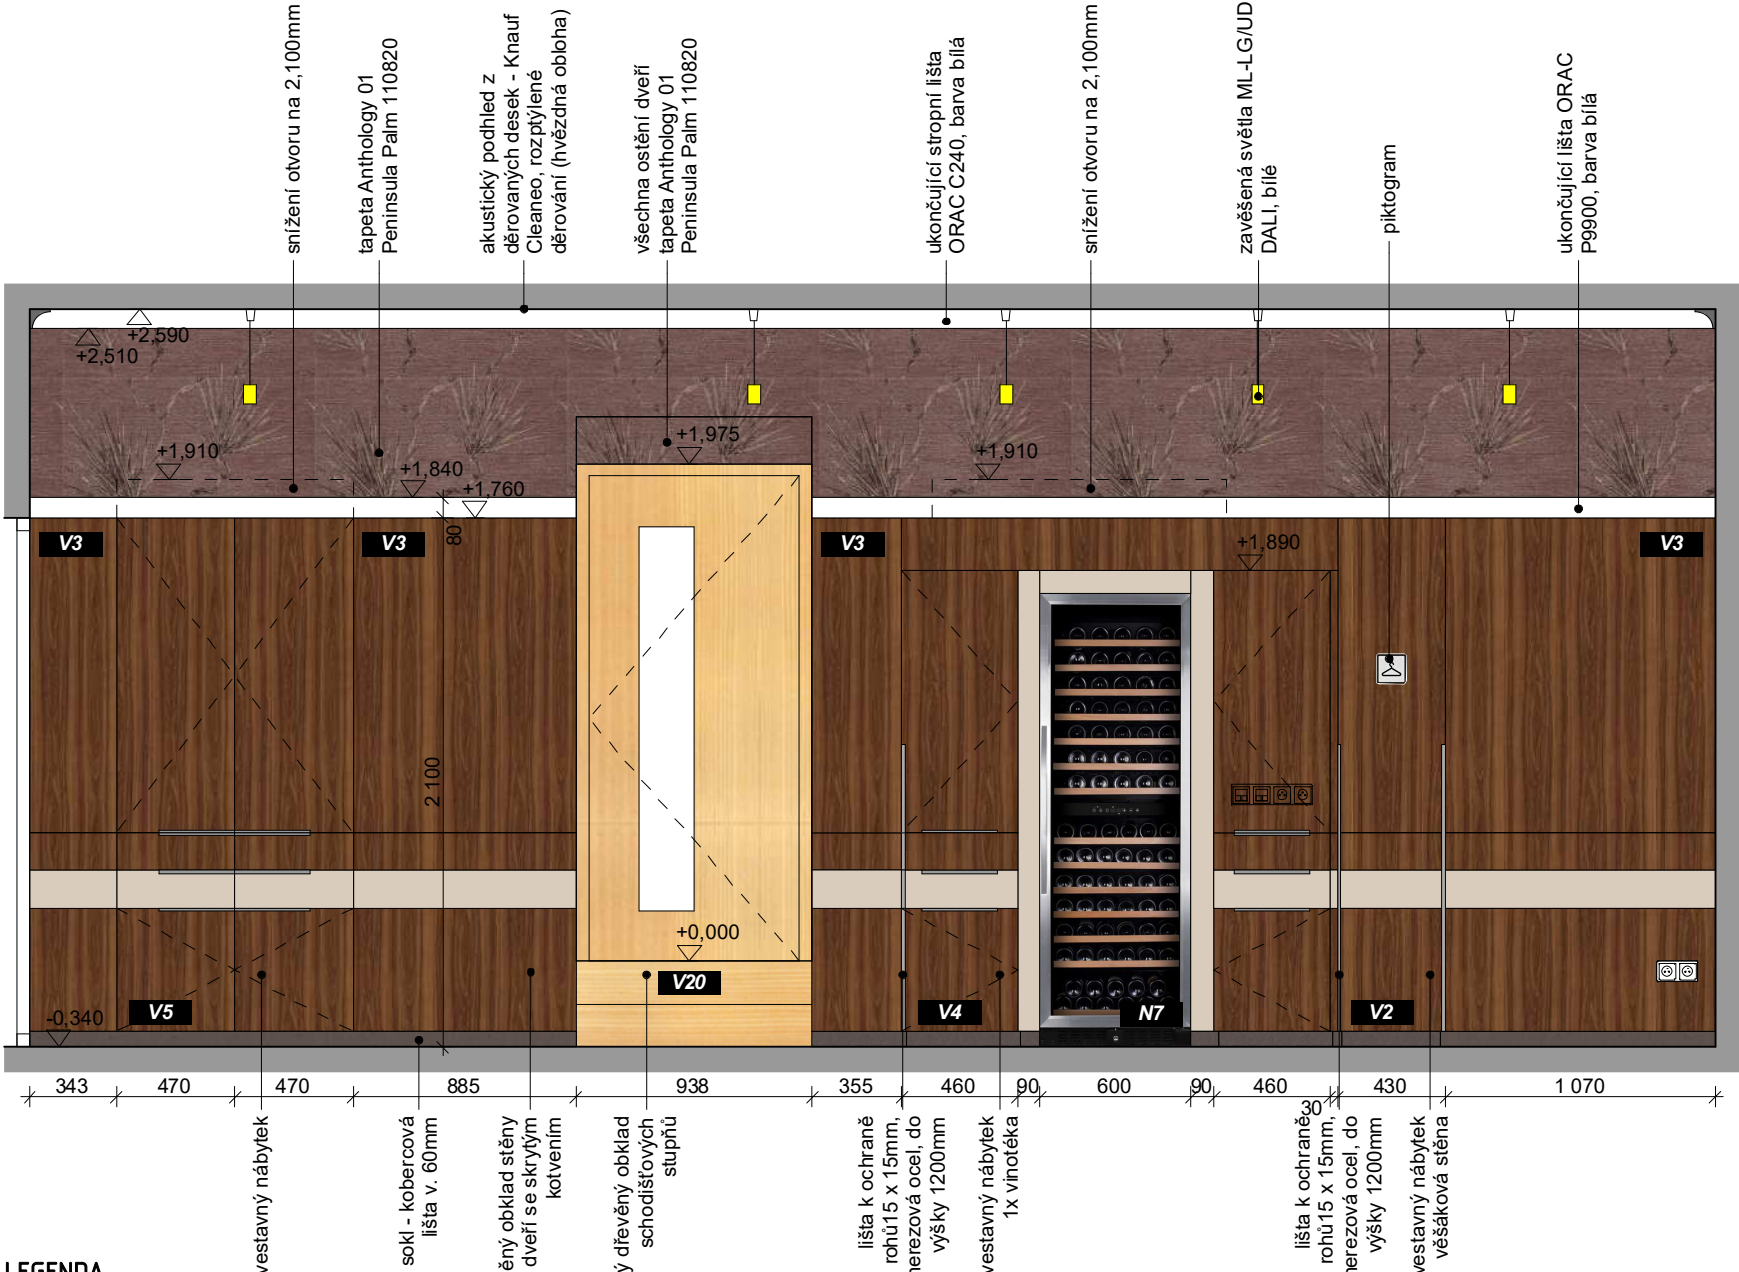 snížení otvoru na 2,100mm
tapeta Anthology 01
Peninsula Palm 110820
akustický podhled z
děrovaných desek - Knauf
Cleaneo, rozptýlené
děrování (hvězdná obloha)
všechna ostění dveří
tapeta Anthology 01
Peninsula Palm 110820
ukončující stropní lišta
ORAC C240, barva bílá
snížení otvoru na 2,100mm
zavěšená světla ML-LG/UD
DALI, bílé
piktogram
ukončující lišta ORAC
P9900, barva bílá
+2,590
+2,510
+1,910
+1,840
+1,760
+1,975
+1,910
80
V3
V3
V3
V3
+1,890
2 100
+0,000
V20
V5
V4
N7
V2
-0,340
343
470
470
885
938
355
460
90
600
90
460
30
430
1 070
vestavný nábytek
sokl - kobercová
lišta v. 60mm
obklad stěny
dveří se skrytým
kotvením
dřevěný obklad
schodišťových
stupňů
lišta k ochraně
rohů15 x 15mm,
nerezová ocel, do
výšky 1200mm
vestavný nábytek
1x vinotéka
lišta k ochraně
rohů15 x 15mm,
nerezová ocel, do
výšky 1200mm
vestavný nábytek
věšáková stěna
LEGENDA